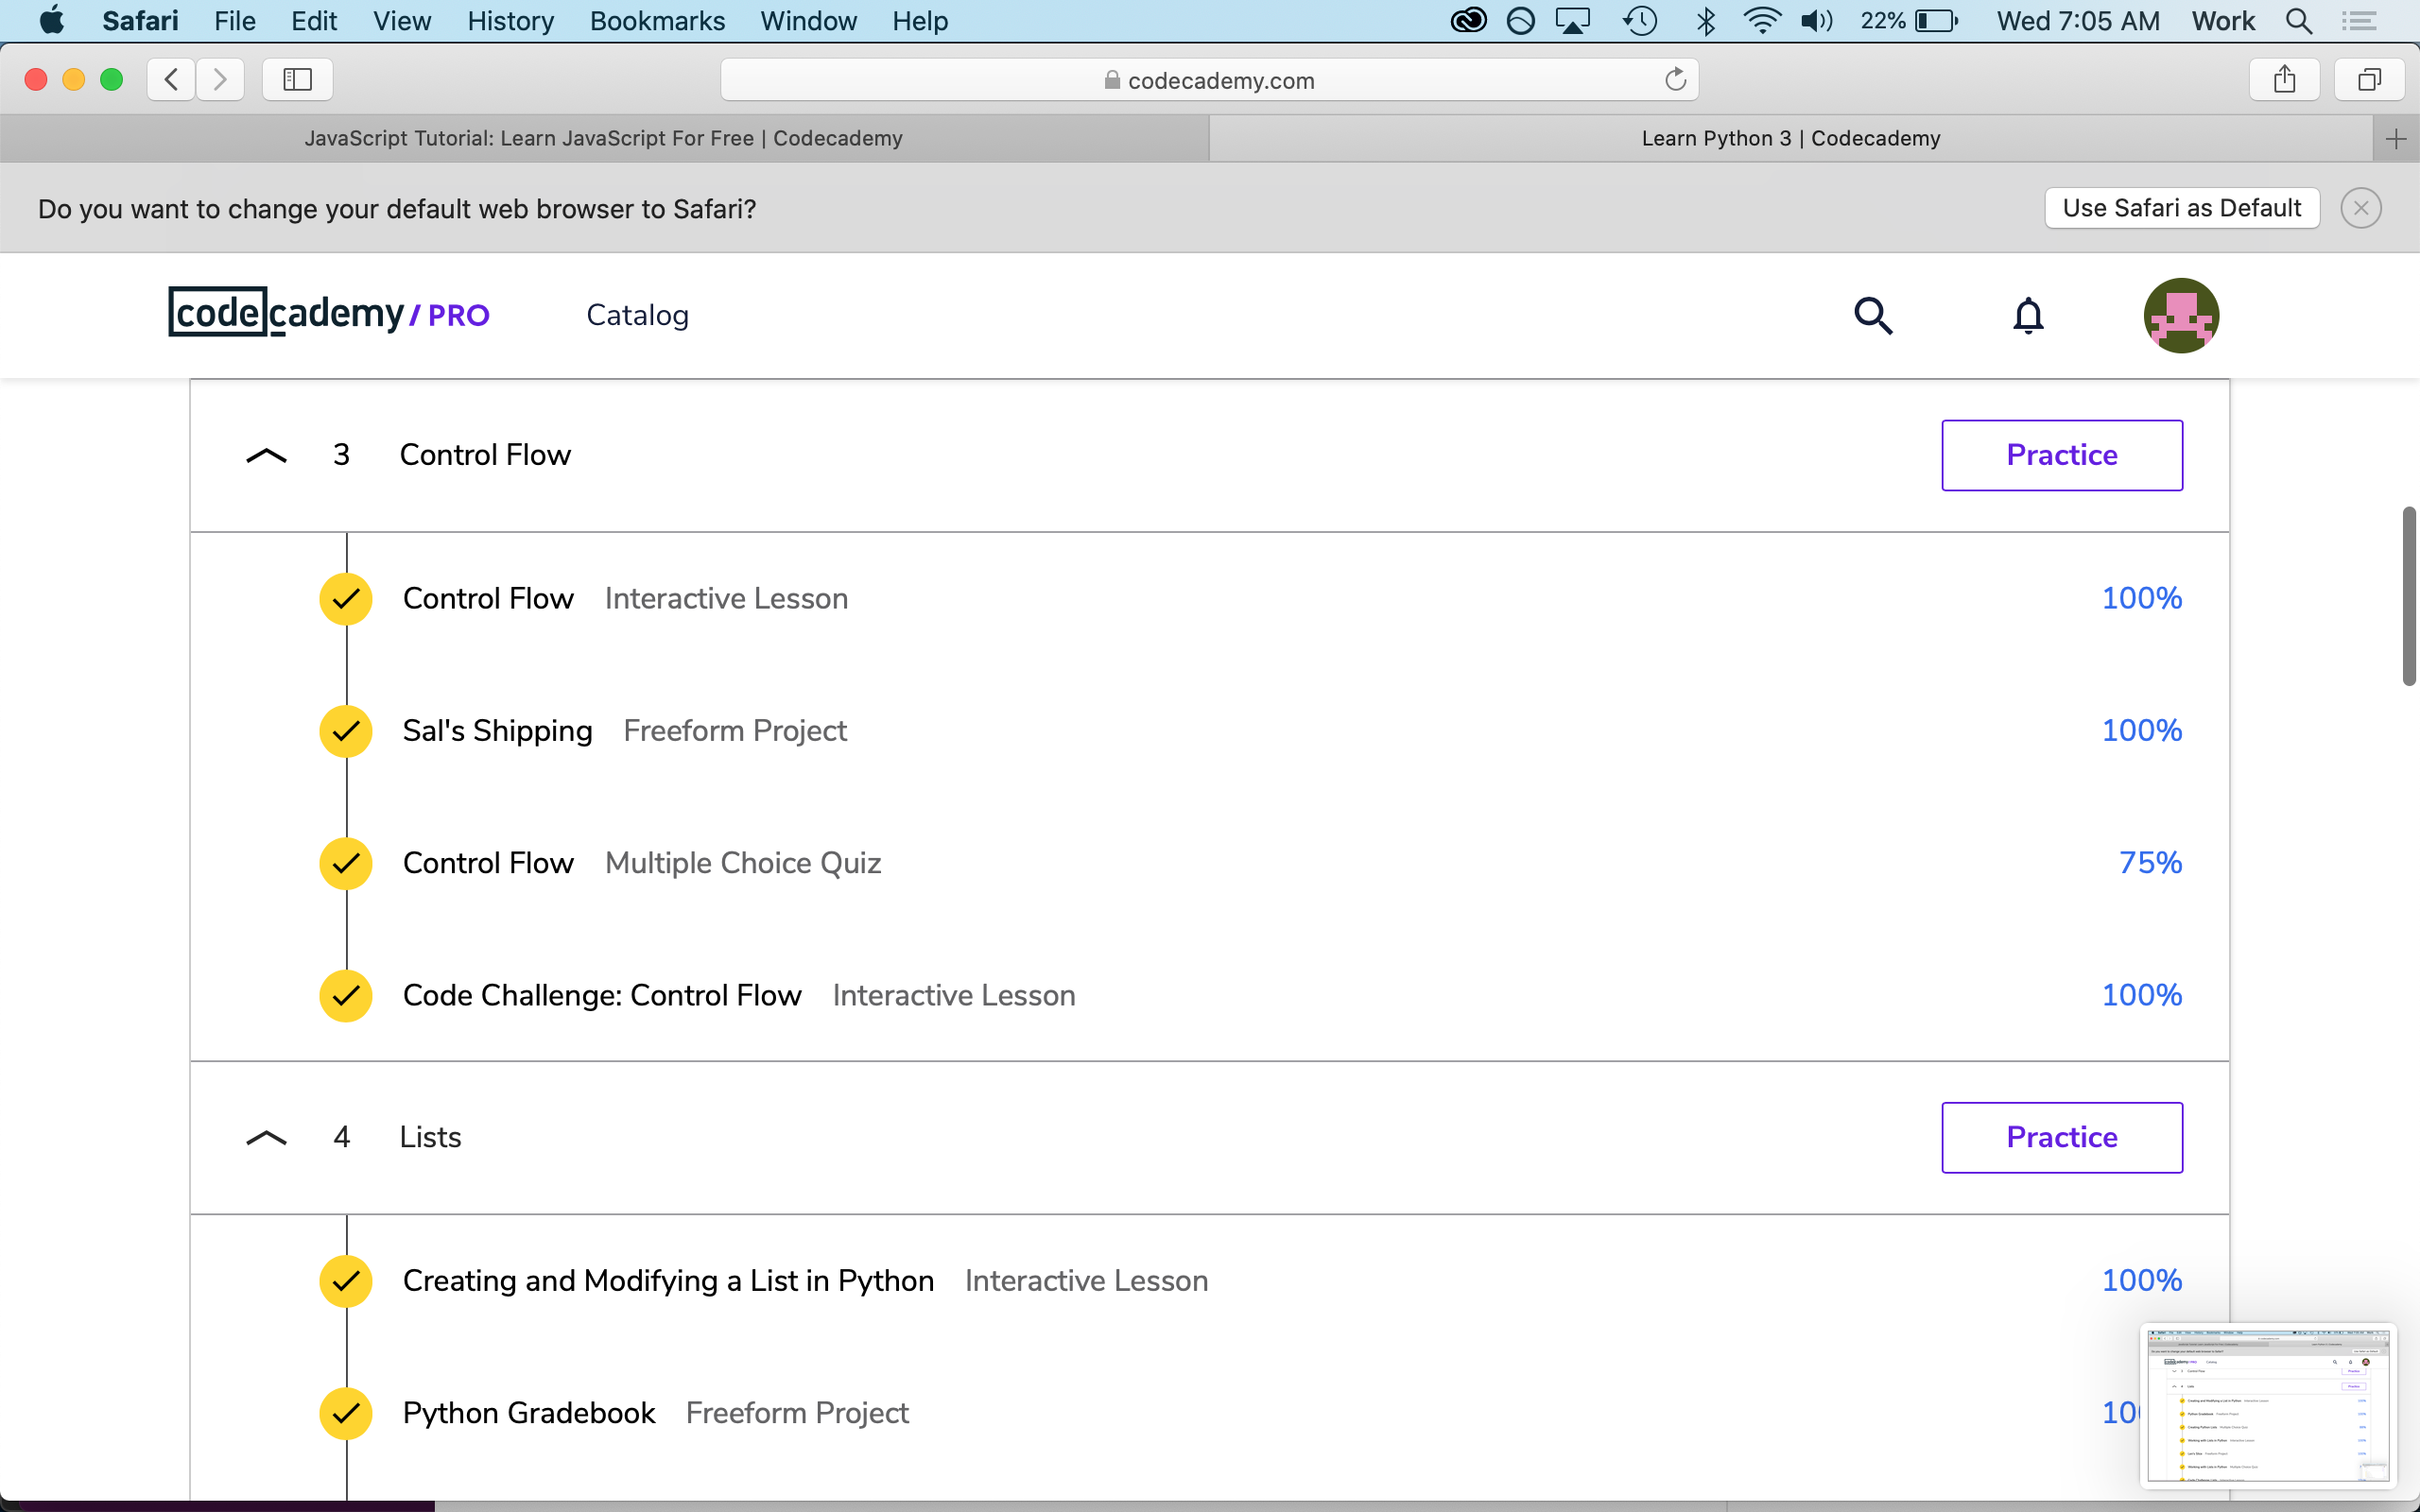 Safari File Edit View History Bookmarks Window Help 22% Wed 7:05 AM Work
codecademy.com
JavaScript Tutorial: Learn JavaScript For Free | Codecademy Learn Python 3 | Codecademy
Do you want to change your default web browser to Safari? Use Safari as Default
codecademy / PRO Catalog
3 Control Flow Practice
Control Flow Interactive Lesson 100%
Sal's Shipping Freeform Project 100%
Control Flow Multiple Choice Quiz 75%
Code Challenge: Control Flow Interactive Lesson 100%
4 Lists Practice
Creating and Modifying a List in Python Interactive Lesson 100%
Python Gradebook Freeform Project